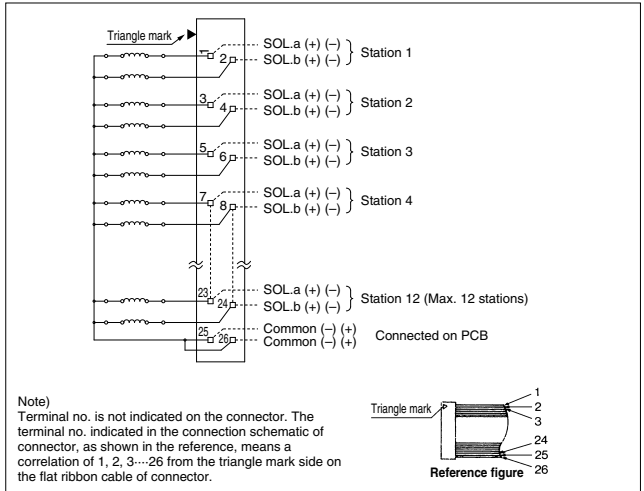 Triangle mark
1
SOL.a (+) (–)
2
SOL.b (+) (–)
Station 1
3
SOL.a (+) (–)
4
SOL.b (+) (–)
Station 2
5
SOL.a (+) (–)
6
SOL.b (+) (–)
Station 3
7
SOL.a (+) (–)
8
SOL.b (+) (–)
Station 4
23
SOL.a (+) (–)
24
SOL.b (+) (–)
Station 12 (Max. 12 stations)
25
Common (–) (+)
26
Common (–) (+)
Connected on PCB
Note)
Terminal no. is not indicated on the connector. The
terminal no. indicated in the connection schematic of
connector, as shown in the reference, means a
correlation of 1, 2, 3····26 from the triangle mark side on
the flat ribbon cable of connector.
Triangle mark
1
2
3
24
25
26
Reference figure